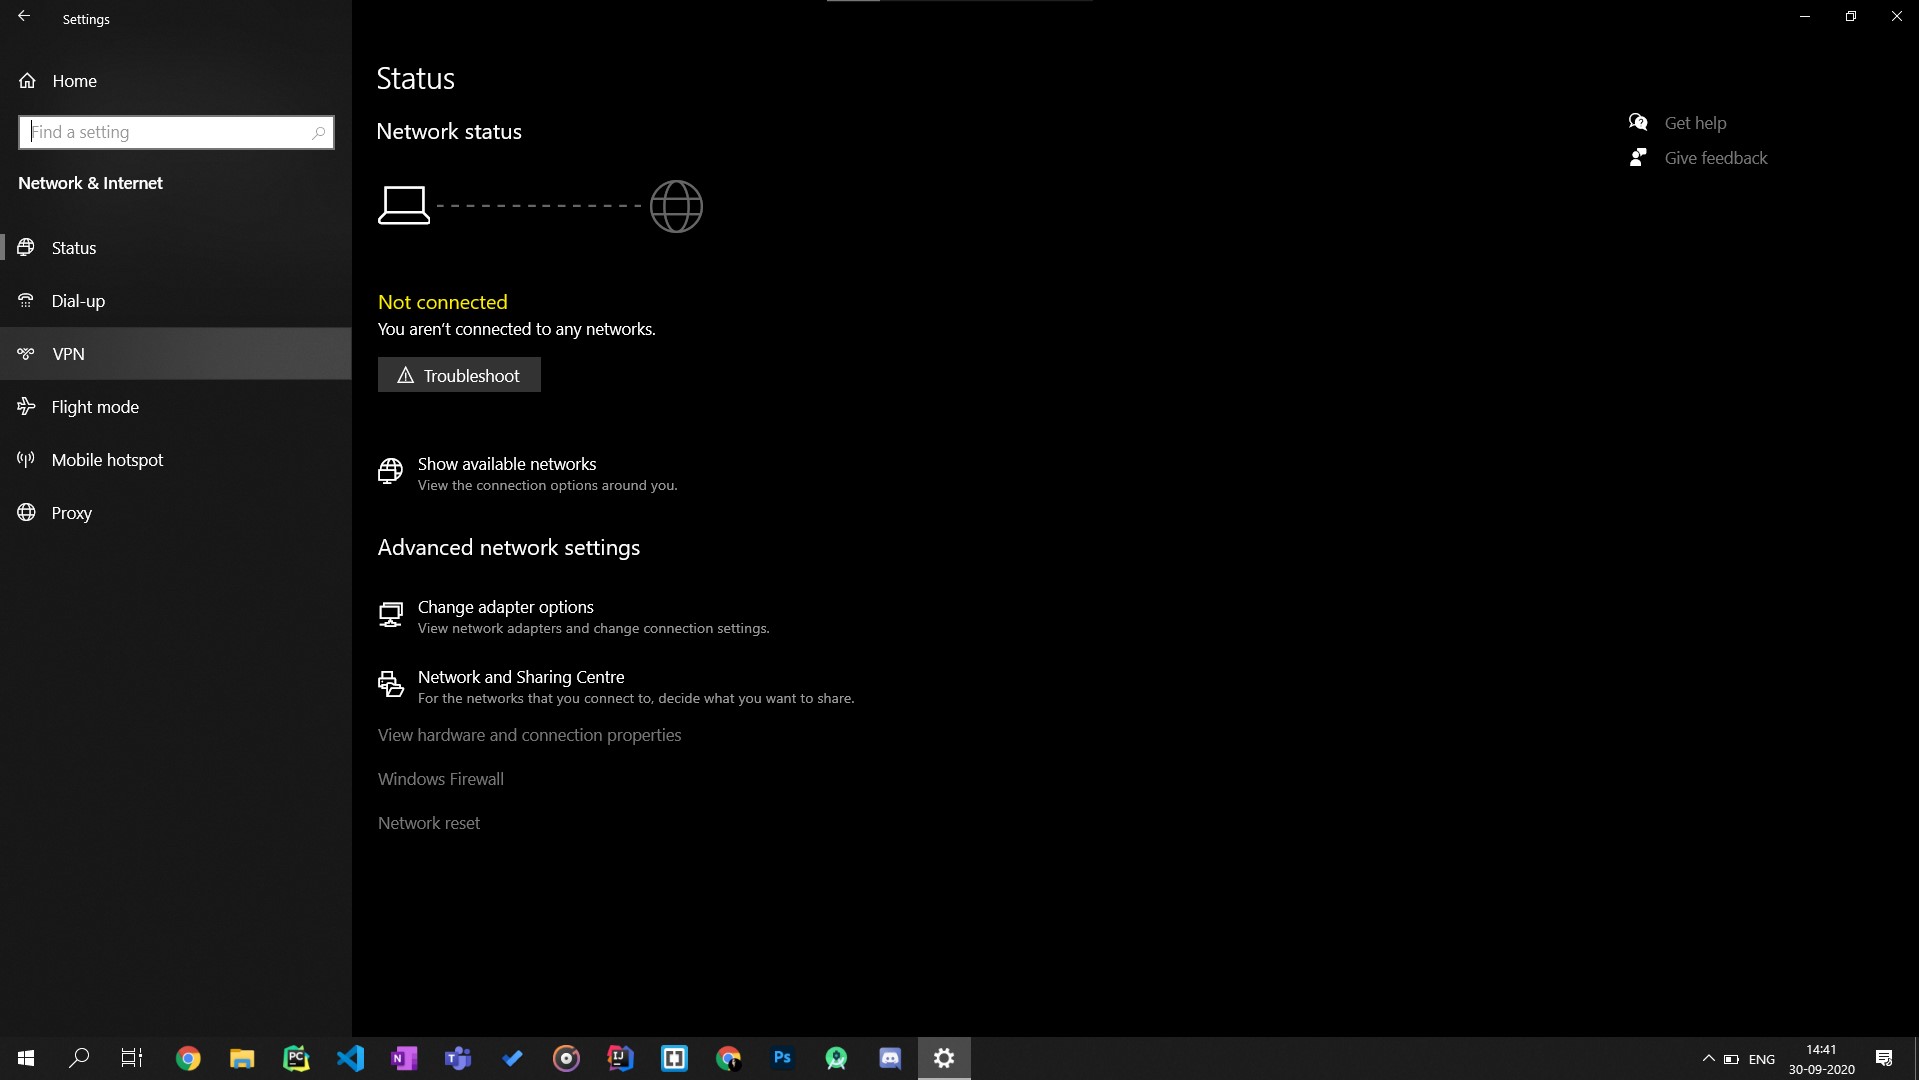 Settings
Home
Find a setting
Network & Internet
Status
Dial-up
VPN
Flight mode
Mobile hotspot
Proxy
Status
Network status
Not connected
You aren't connected to any networks.
Troubleshoot
Show available networks
View the connection options around you.
Advanced network settings
Change adapter options
View network adapters and change connection settings.
Network and Sharing Centre
For the networks that you connect to, decide what you want to share.
View hardware and connection properties
Windows Firewall
Network reset
Get help
Give feedback
PC
N
T
IJ
Ps
ENG
14:41
30-09-2020